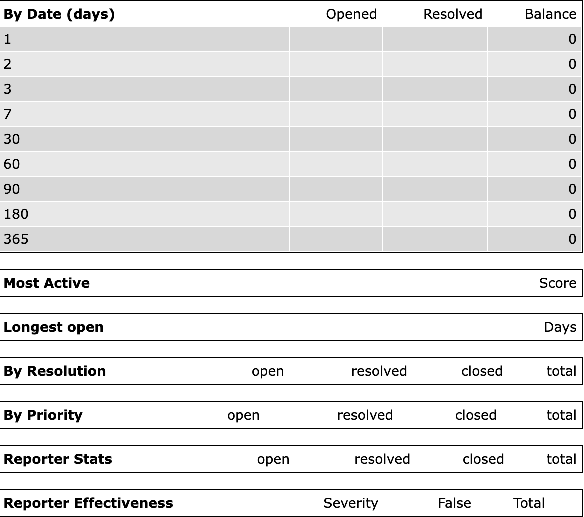 By Date (days) Opened Resolved Balance
1 0
2 0
3 0
7 0
30 0
60 0
90 0
180 0
365 0
Most Active Score
Longest open Days
By Resolution open resolved closed total
By Priority open resolved closed total
Reporter Stats open resolved closed total
Reporter Effectiveness Severity False Total